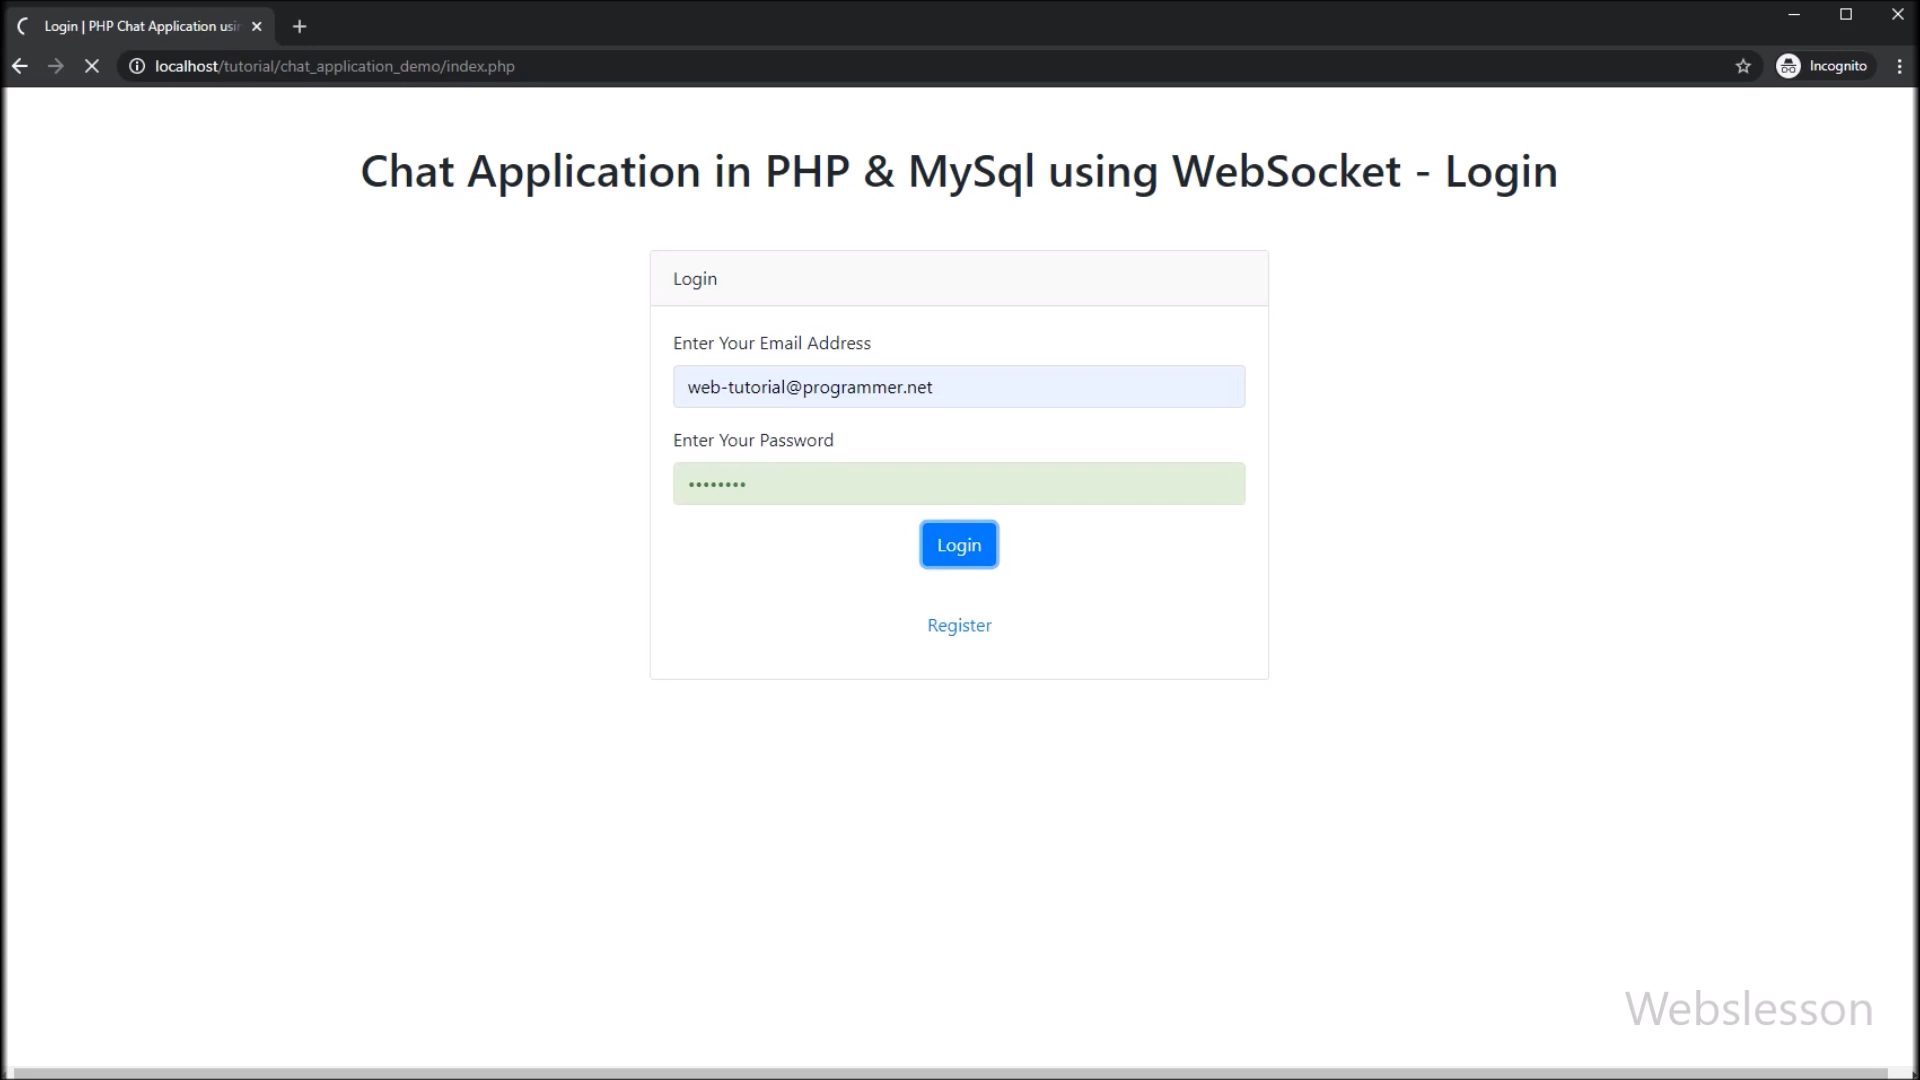 Login | PHP Chat Application usin
localhost/tutorial/chat_application_demo/index.php
Incognito
Chat Application in PHP & MySql using WebSocket - Login
Login
Enter Your Email Address
web-tutorial@programmer.net
Enter Your Password
••••••••
Login
Register
Webslesson